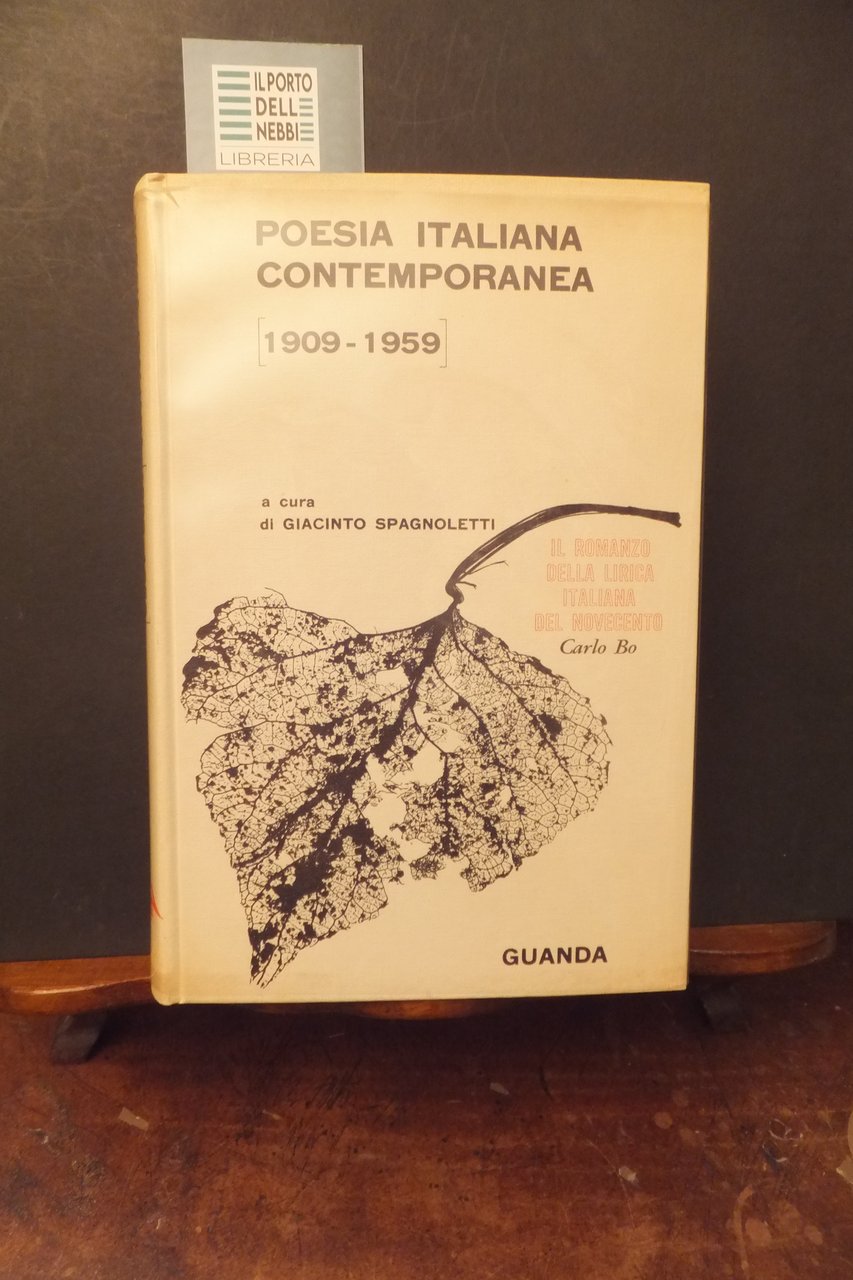 IL PORTO
DELLE
NEBBIE
LIBRERIA
POESIA ITALIANA
CONTEMPORANEA
[1909 - 1959]
a cura
di GIACINTO SPAGNOLETTI
IL ROMANZO
DELLA LIRICA
ITALIANA
DEL NOVECENTO
Carlo Bo
GUANDA